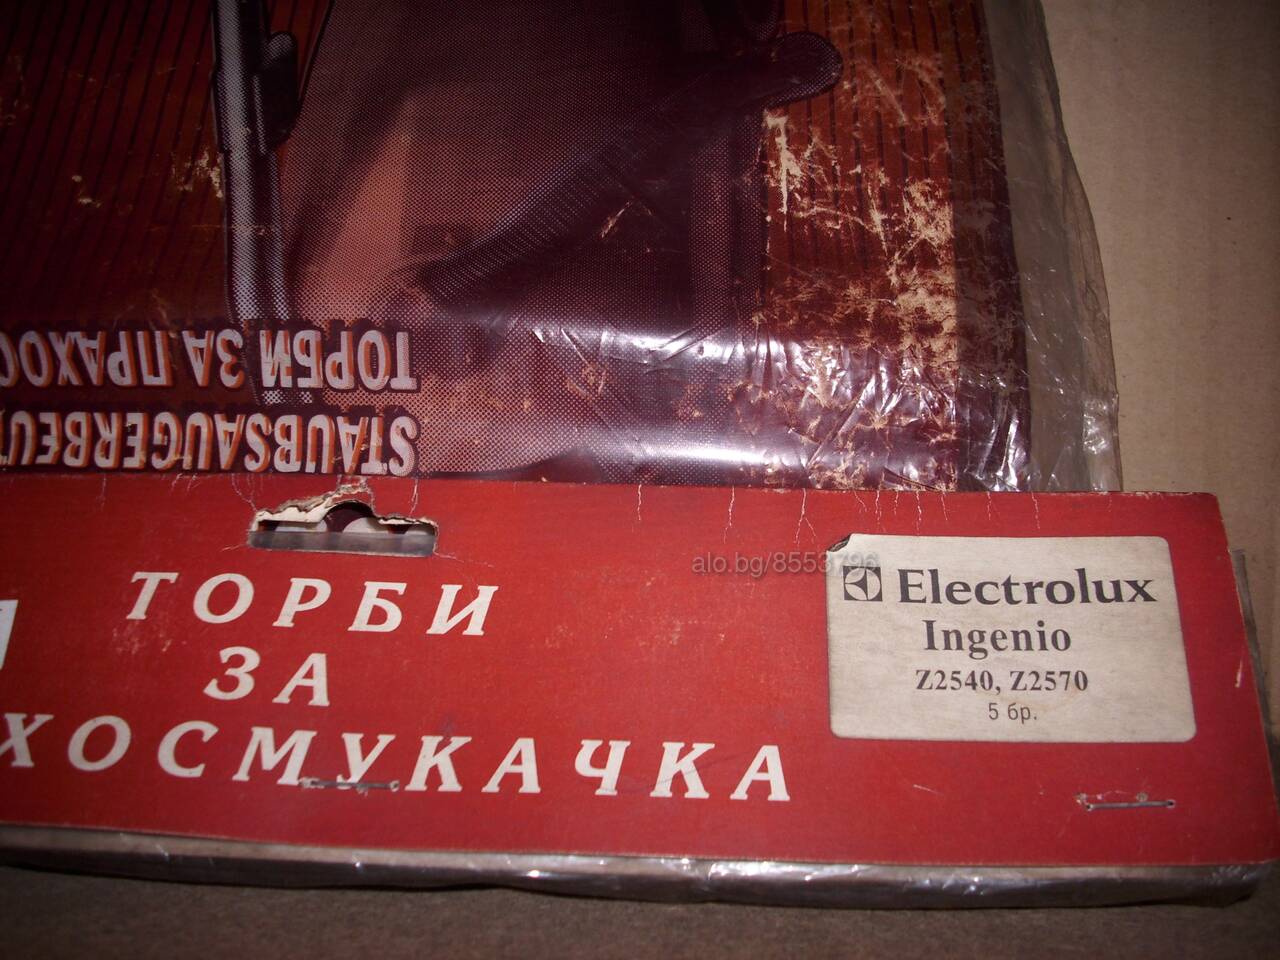 STAUBSAUGERBEUT
ТОРБИ ЗА ПРАХОС
ТОРБИ
ЗА
ХОСМУКАЧКА
alo.bg/8553796
Electrolux
Ingenio
Z2540, Z2570
5 бр.